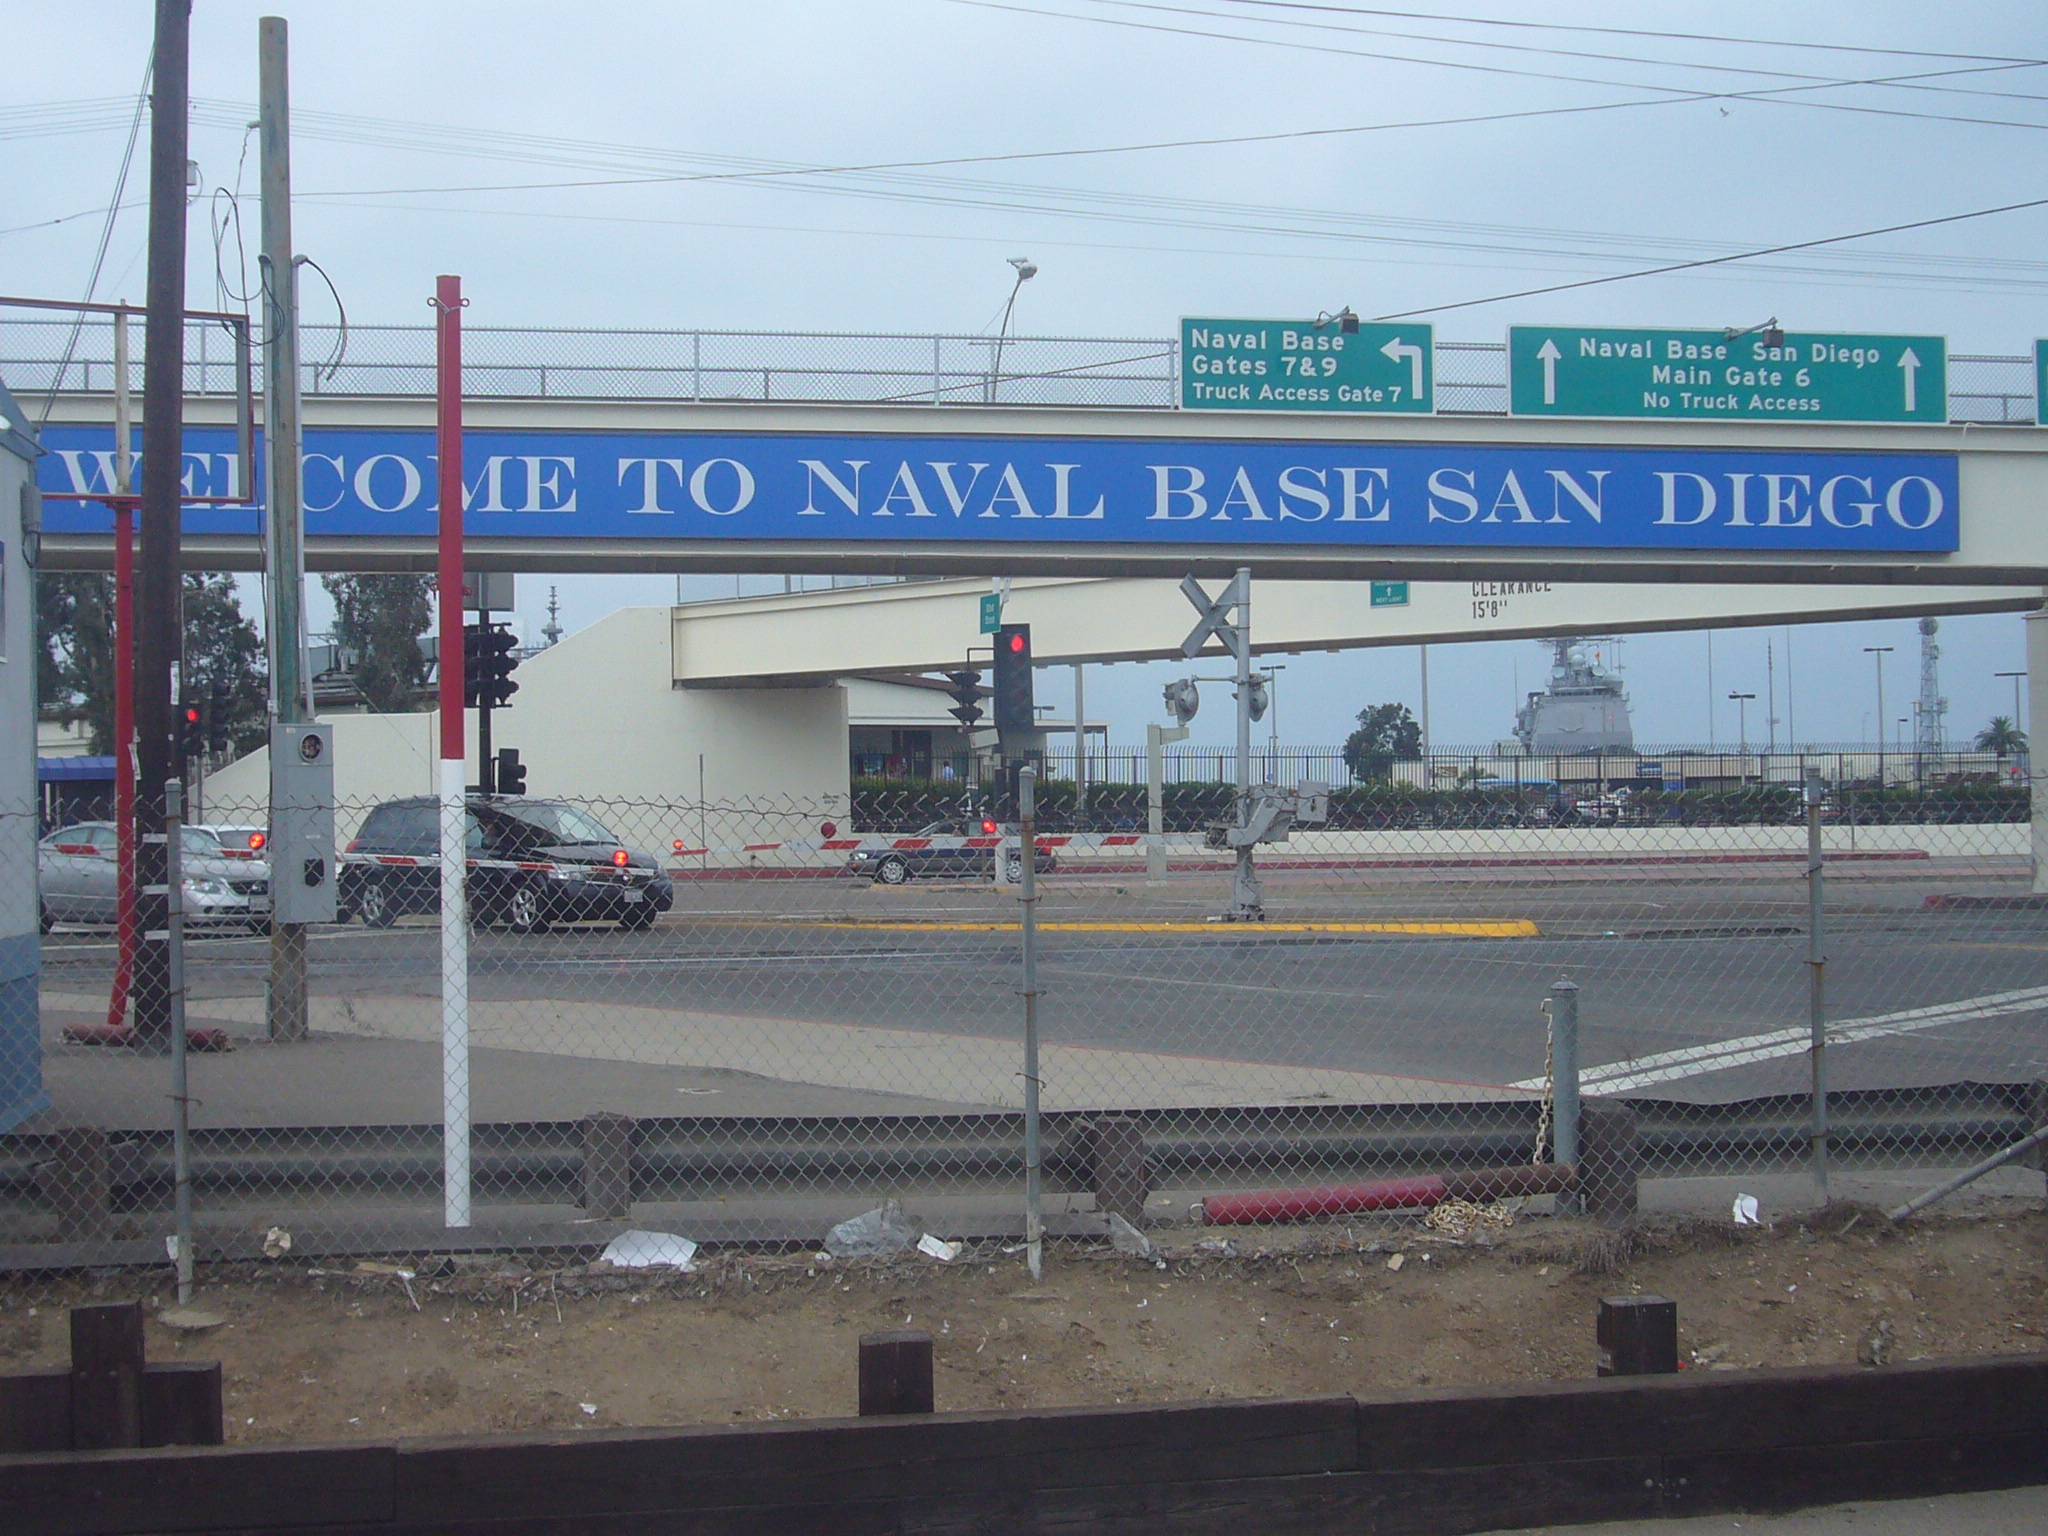 Naval Base
Gates 7&9
Truck Access Gate 7
Naval Base San Diego
Main Gate 6
No Truck Access
WELCOME TO NAVAL BASE SAN DIEGO
CLEARANCE
15'8"